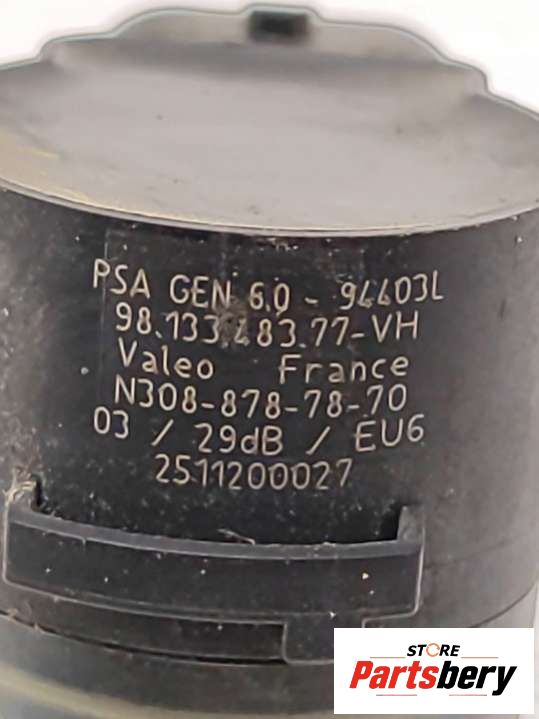 PSA GEN 6.0 - 94403L
98.133.483.77-VH
Valeo France
N308-878-78-70
03 / 29dB / EU6
2511200027
STORE
Partsbery